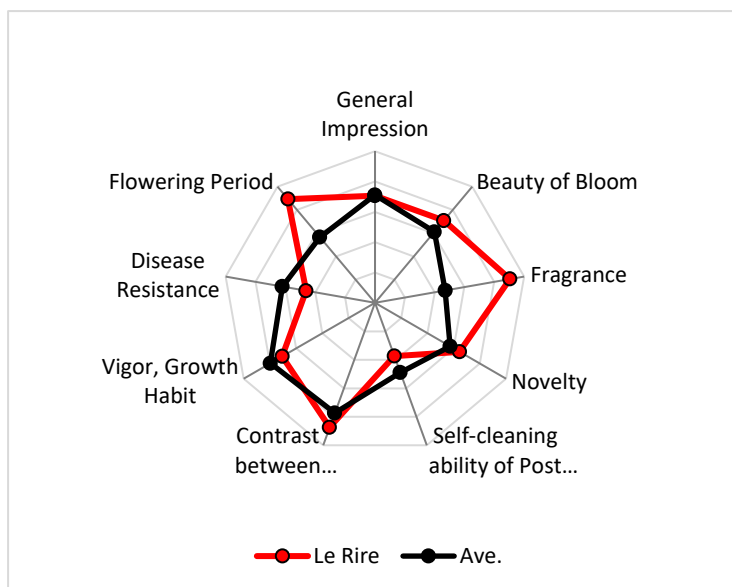 General
Impression
Beauty of Bloom
Fragrance
Novelty
Self-cleaning
ability of Post…
Contrast
between…
Vigor, Growth
Habit
Disease
Resistance
Flowering Period
Le Rire
Ave.